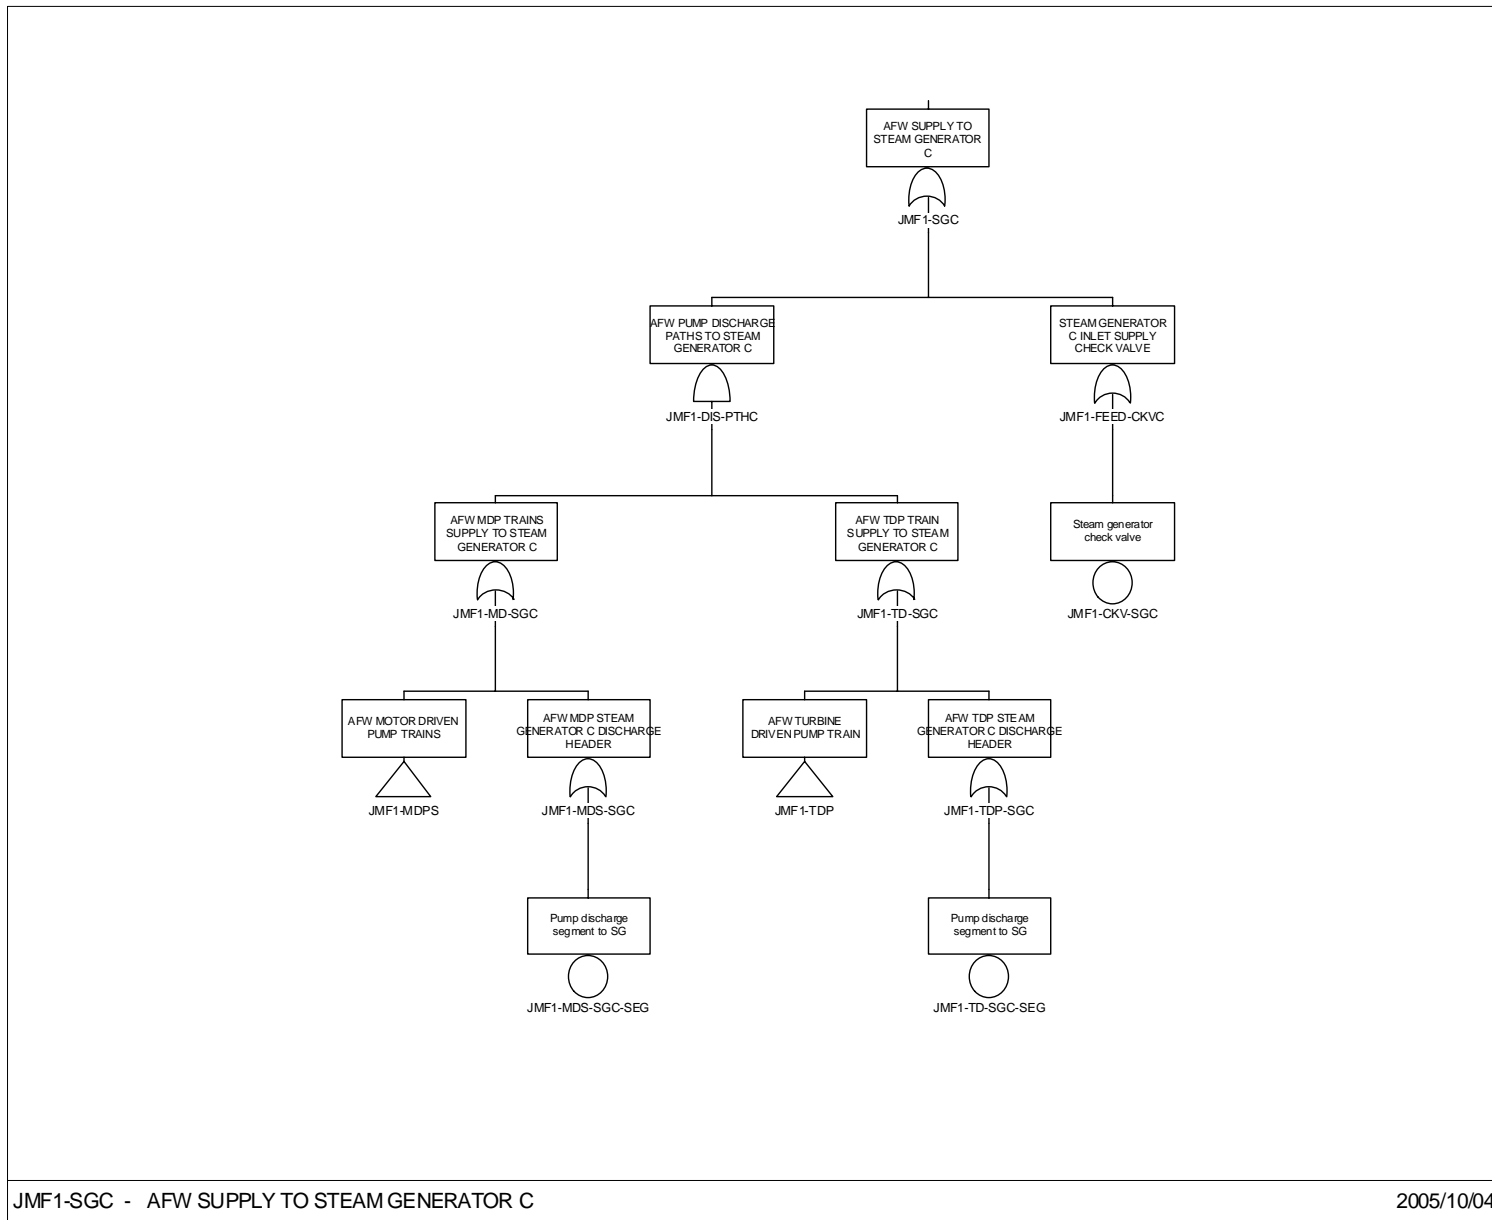 AFW SUPPLY TO
STEAM GENERATOR
C
JMF1-SGC
AFW PUMP DISCHARGE
PATHS TO STEAM
GENERATOR C
JMF1-DIS-PTHC
STEAM GENERATOR
C INLET SUPPLY
CHECK VALVE
JMF1-FEED-CKVC
AFW MDP TRAINS
SUPPLY TO STEAM
GENERATOR C
JMF1-MD-SGC
AFW TDP TRAIN
SUPPLY TO STEAM
GENERATOR C
JMF1-TD-SGC
Steam generator
check valve
JMF1-CKV-SGC
AFW MOTOR DRIVEN
PUMP TRAINS
JMF1-MDPS
AFW MDP STEAM
GENERATOR C DISCHARGE
HEADER
JMF1-MDS-SGC
AFW TURBINE
DRIVEN PUMP TRAIN
JMF1-TDP
AFW TDP STEAM
GENERATOR C DISCHARGE
HEADER
JMF1-TDP-SGC
Pump discharge
segment to SG
JMF1-MDS-SGC-SEG
Pump discharge
segment to SG
JMF1-TD-SGC-SEG
JMF1-SGC - AFW SUPPLY TO STEAM GENERATOR C
2005/10/04